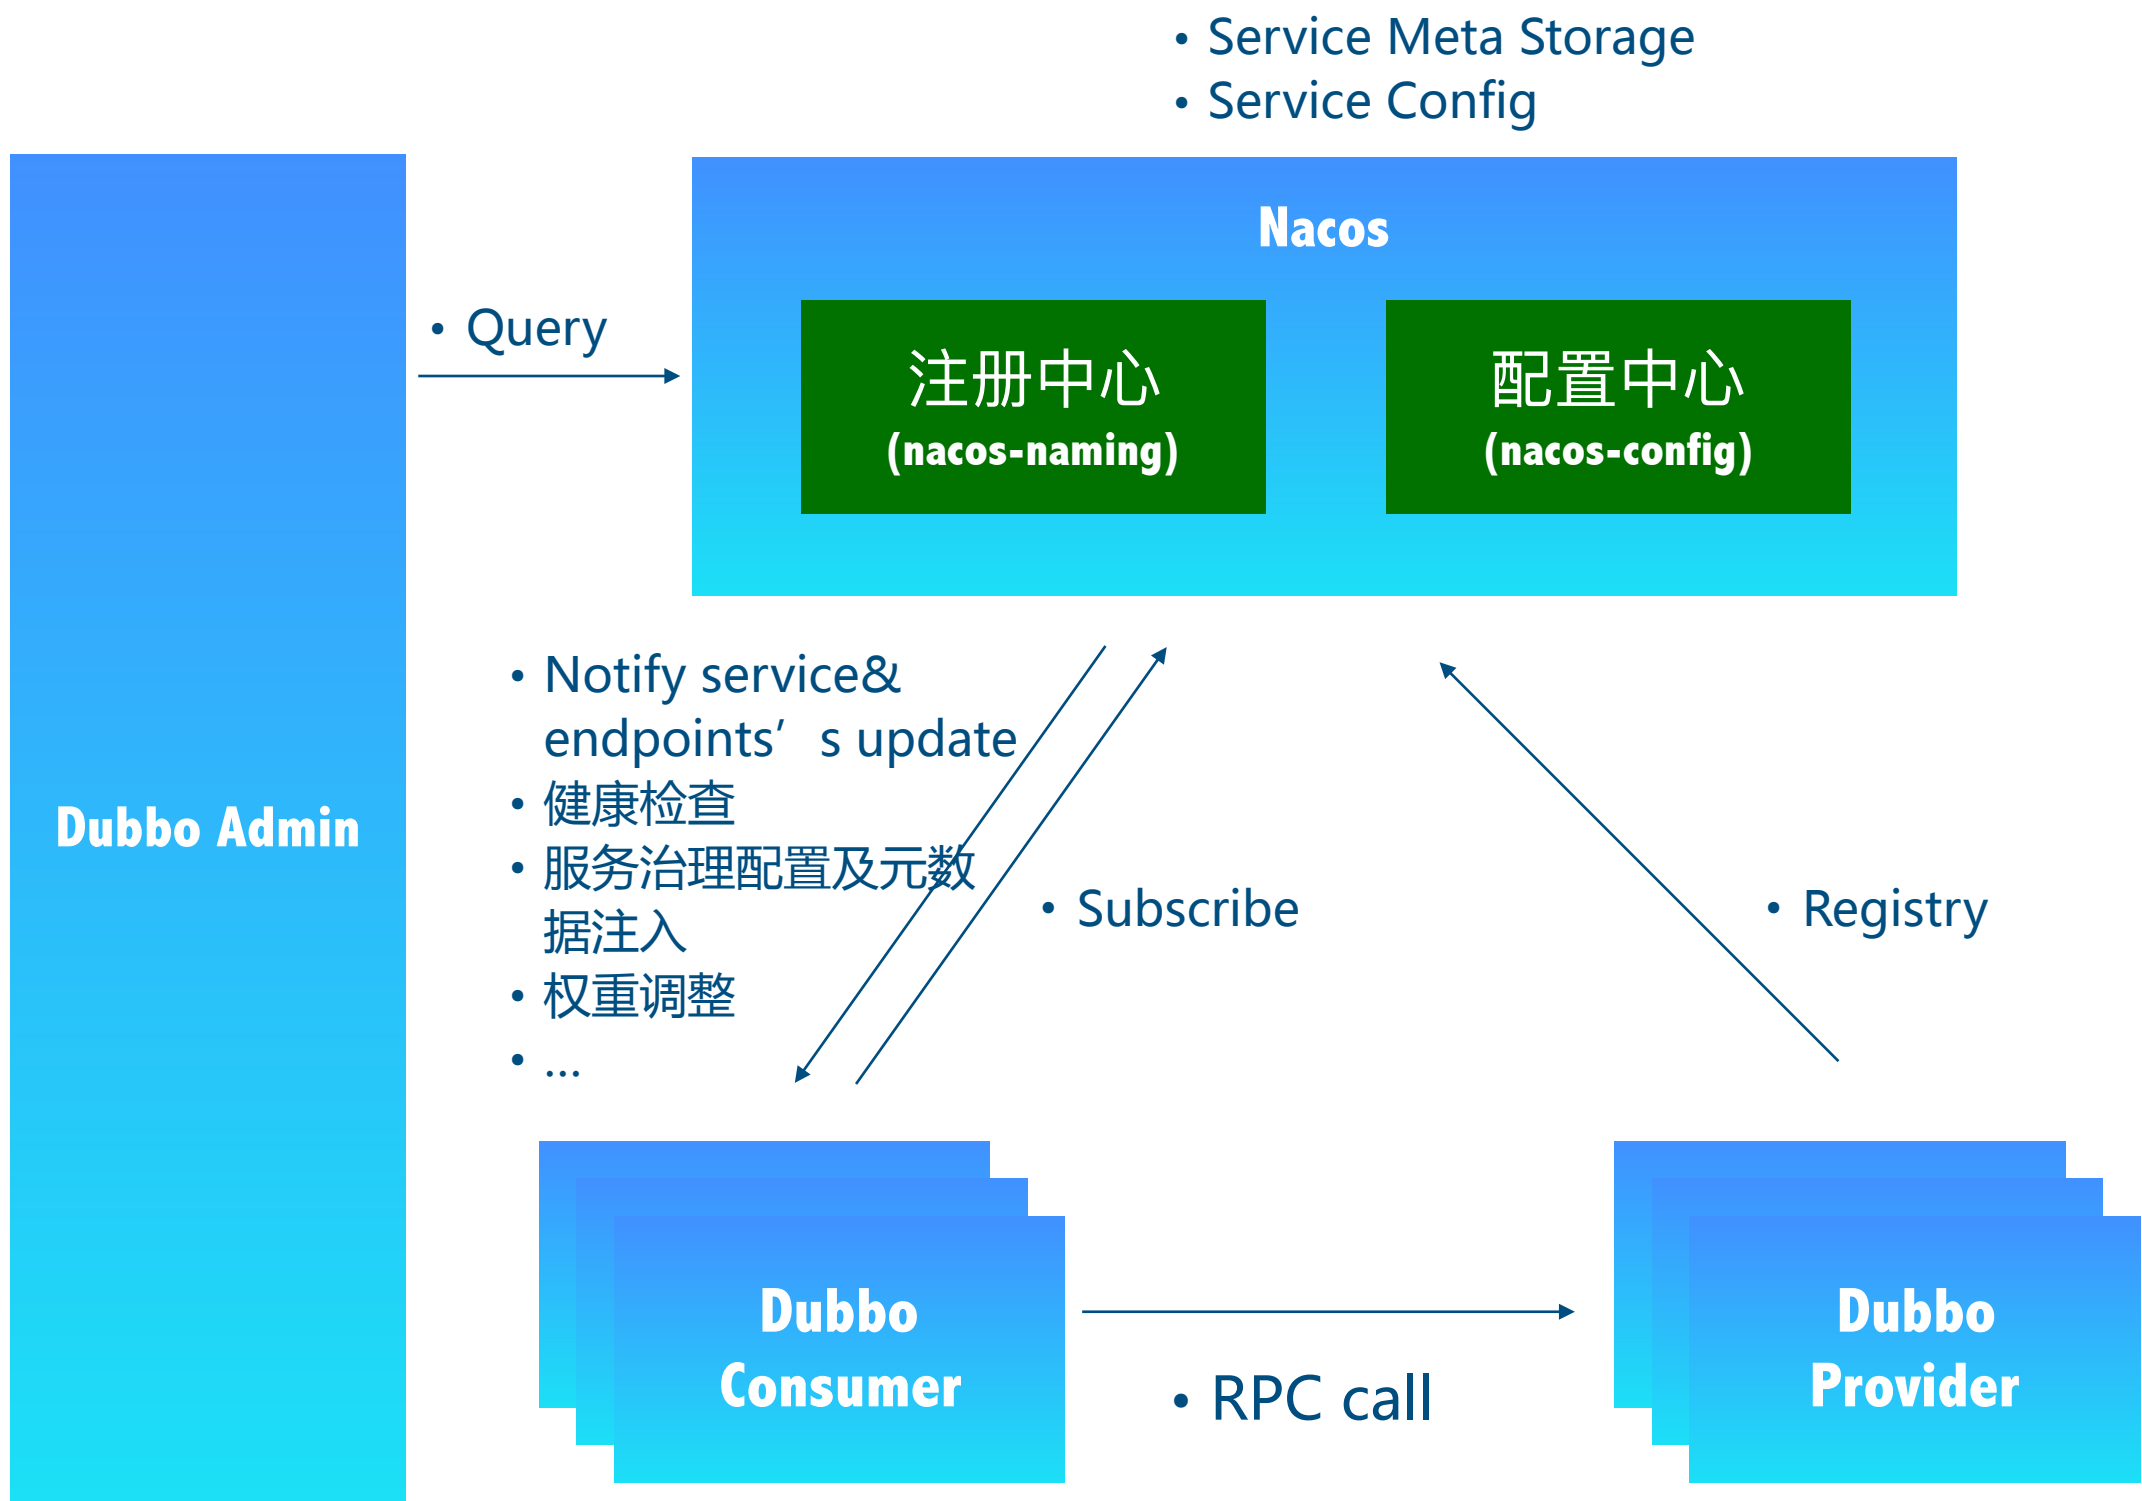 • Service Meta Storage
• Service Config
Nacos
• Query
注册中心
(nacos-naming)
配置中心
(nacos-config)
• Notify service&
endpoints’s update
• 健康检查
• 服务治理配置及元数
据注入
• 权重调整
• ...
Dubbo Admin
• Subscribe
• Registry
Dubbo
Consumer
• RPC call
Dubbo
Provider